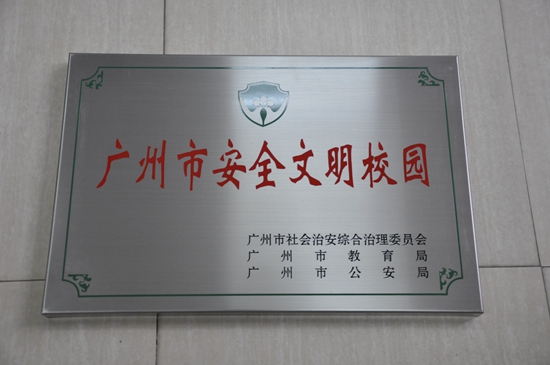 广州市安全文明校园
广州市社会治安综合治理委员会
广州市教育局
广州市公安局